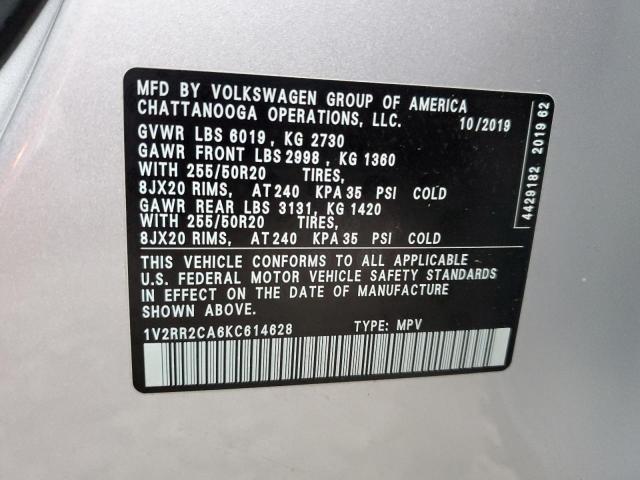 MFD BY VOLKSWAGEN GROUP OF AMERICA
CHATTANOOGA OPERATIONS, LLC. 10/2019
GVWR LBS 6019, KG 2730
GAWR FRONT LBS 2998, KG 1360
WITH 255/50R20 TIRES,
8JX20 RIMS, AT 240 KPA 35 PSI COLD
GAWR REAR LBS 3131, KG 1420
WITH 255/50R20 TIRES,
8JX20 RIMS, AT 240 KPA 35 PSI COLD
THIS VEHICLE CONFORMS TO ALL APPLICABLE
U.S. FEDERAL MOTOR VEHICLE SAFETY STANDARDS
IN EFFECT ON THE DATE OF MANUFACTURE
SHOWN ABOVE.
1V2RR2CA6KC614628 TYPE: MPV
4429182 2019 62